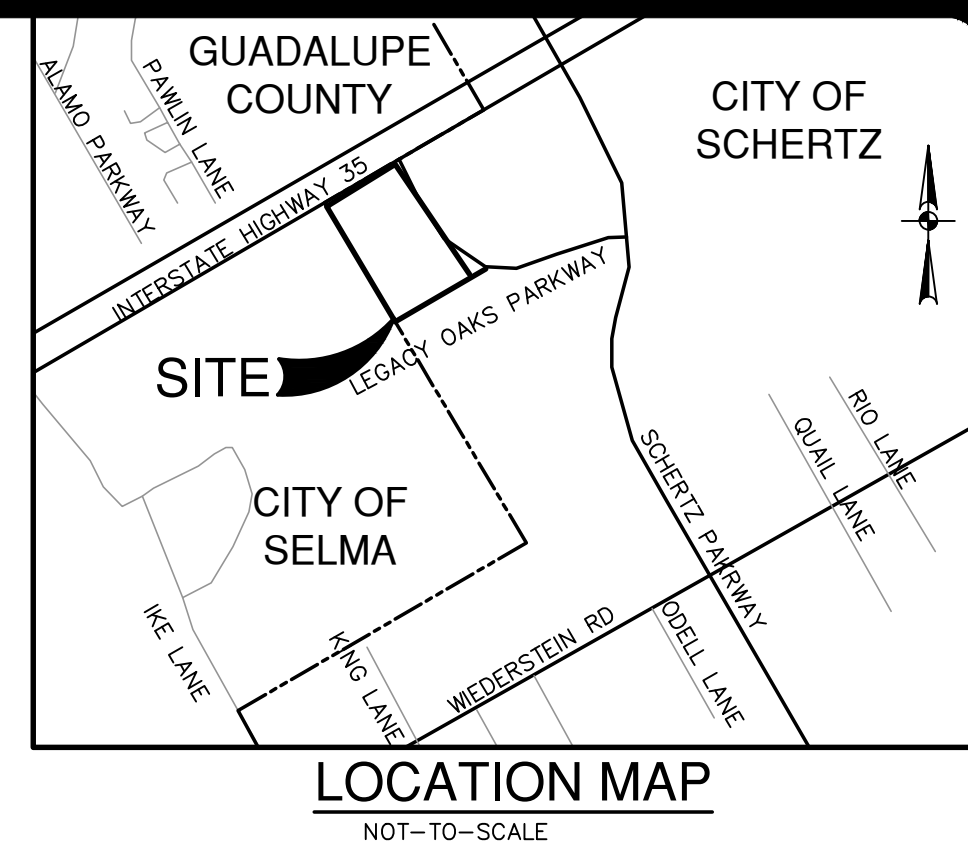 GUADALUPE
COUNTY
CITY OF
SCHERTZ
ALAMO PARKWAY
PAWLIN LANE
INTERSTATE HIGHWAY 35
LEGACY OAKS PARKWAY
SITE
CITY OF
SELMA
SCHERTZ PAKRWAY
QUAIL LANE
RIO LANE
IKE LANE
KING LANE
WIEDERSTEIN RD
ODELL LANE
LOCATION MAP
NOT-TO-SCALE